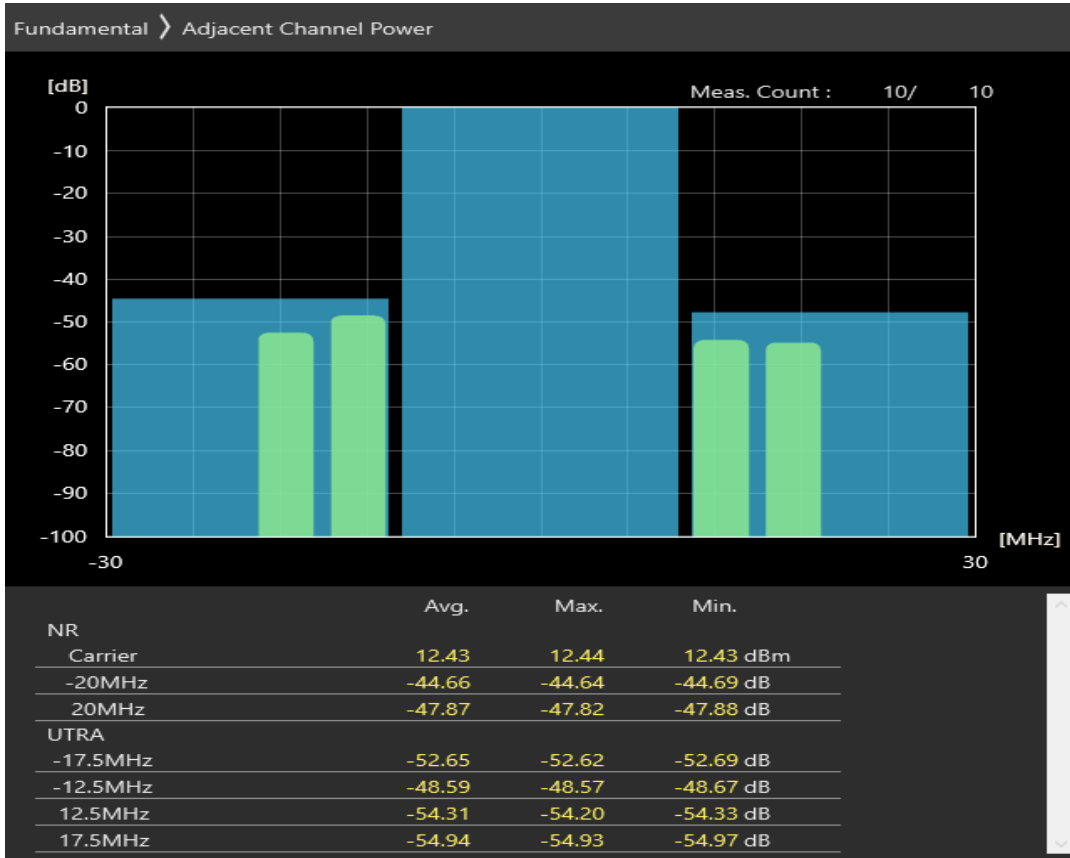 Fundamental ❭ Adjacent Channel Power
[dB]
Meas. Count : 10/ 10
0
-10
-20
-30
-40
-50
-60
-70
-80
-90
-100
[MHz]
-30 30
Avg. Max. Min.
NR
Carrier 12.43 12.44 12.43 dBm
-20MHz -44.66 -44.64 -44.69 dB
20MHz -47.87 -47.82 -47.88 dB
UTRA
-17.5MHz -52.65 -52.62 -52.69 dB
-12.5MHz -48.59 -48.57 -48.67 dB
12.5MHz -54.31 -54.20 -54.33 dB
17.5MHz -54.94 -54.93 -54.97 dB